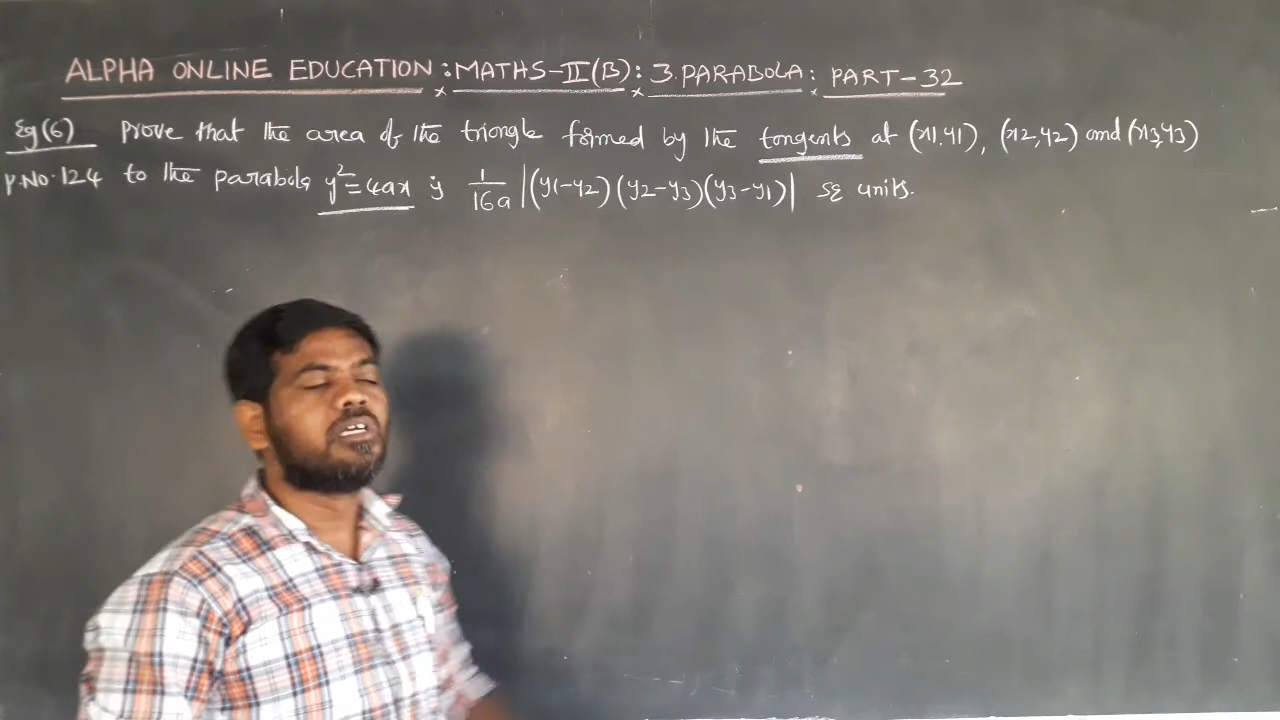 ALPHA ONLINE EDUCATION : MATHS-II(B) : 3. PARABOLA : PART-32
Eg(6) Prove that the area of the triangle formed by the tangents at (x1,y1), (x2,y2) and (x3,y3)
P.No.124 to the parabola y²=4ax is 1/16a |(y1-y2)(y2-y3)(y3-y1)| sq units.